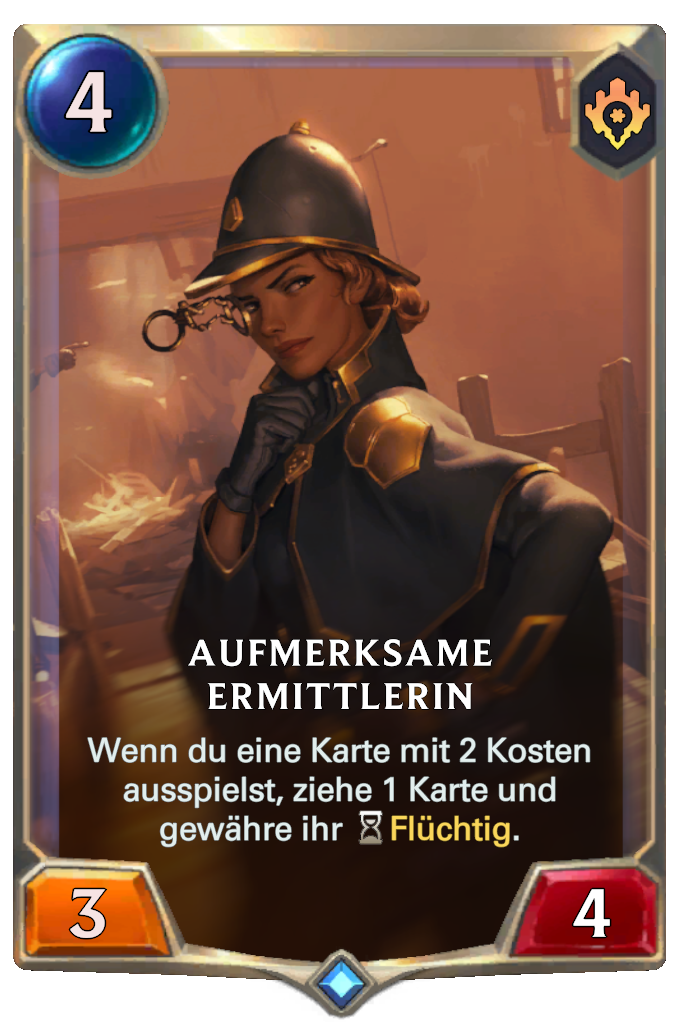 4
AUFMERKSAME
ERMITTLERIN
Wenn du eine Karte mit 2 Kosten
ausspielst, ziehe 1 Karte und
gewähre ihr Flüchtig.
3
4